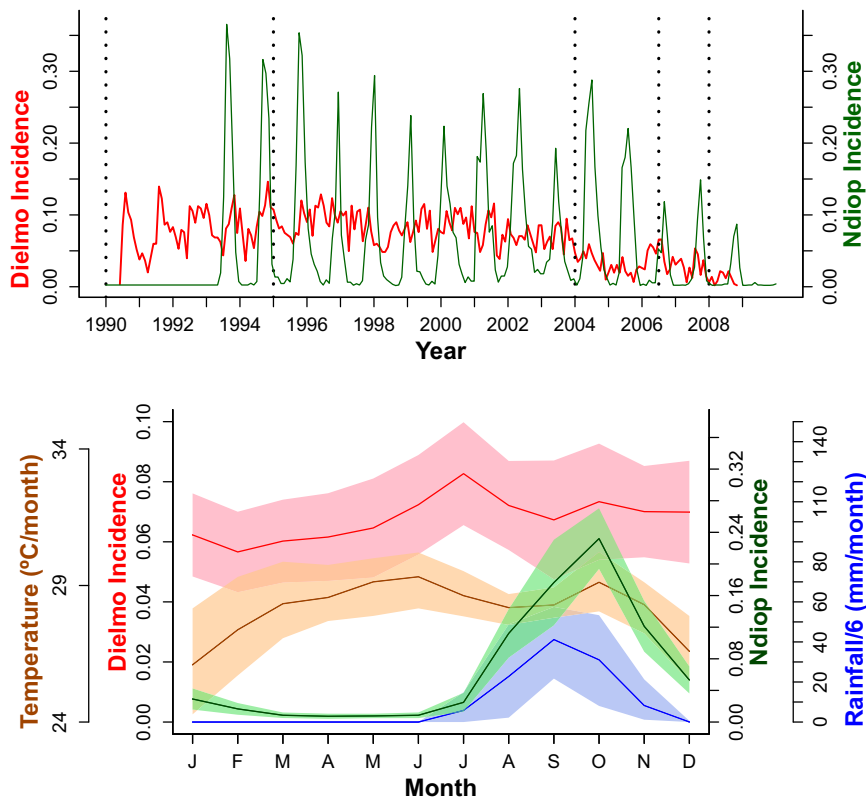 Dielmo Incidence
0.00 0.10 0.20 0.30
Ndiop Incidence
0.00 0.10 0.20 0.30
1990 1992 1994 1996 1998 2000 2002 2004 2006 2008
Year
Temperature (ºC/month)
24 29 34
Dielmo Incidence
0.00 0.02 0.04 0.06 0.08 0.10
Ndiop Incidence
0.00 0.08 0.16 0.24 0.32
Rainfall/6 (mm/month)
0 20 40 60 80 110 140
J F M A M J J A S O N D
Month